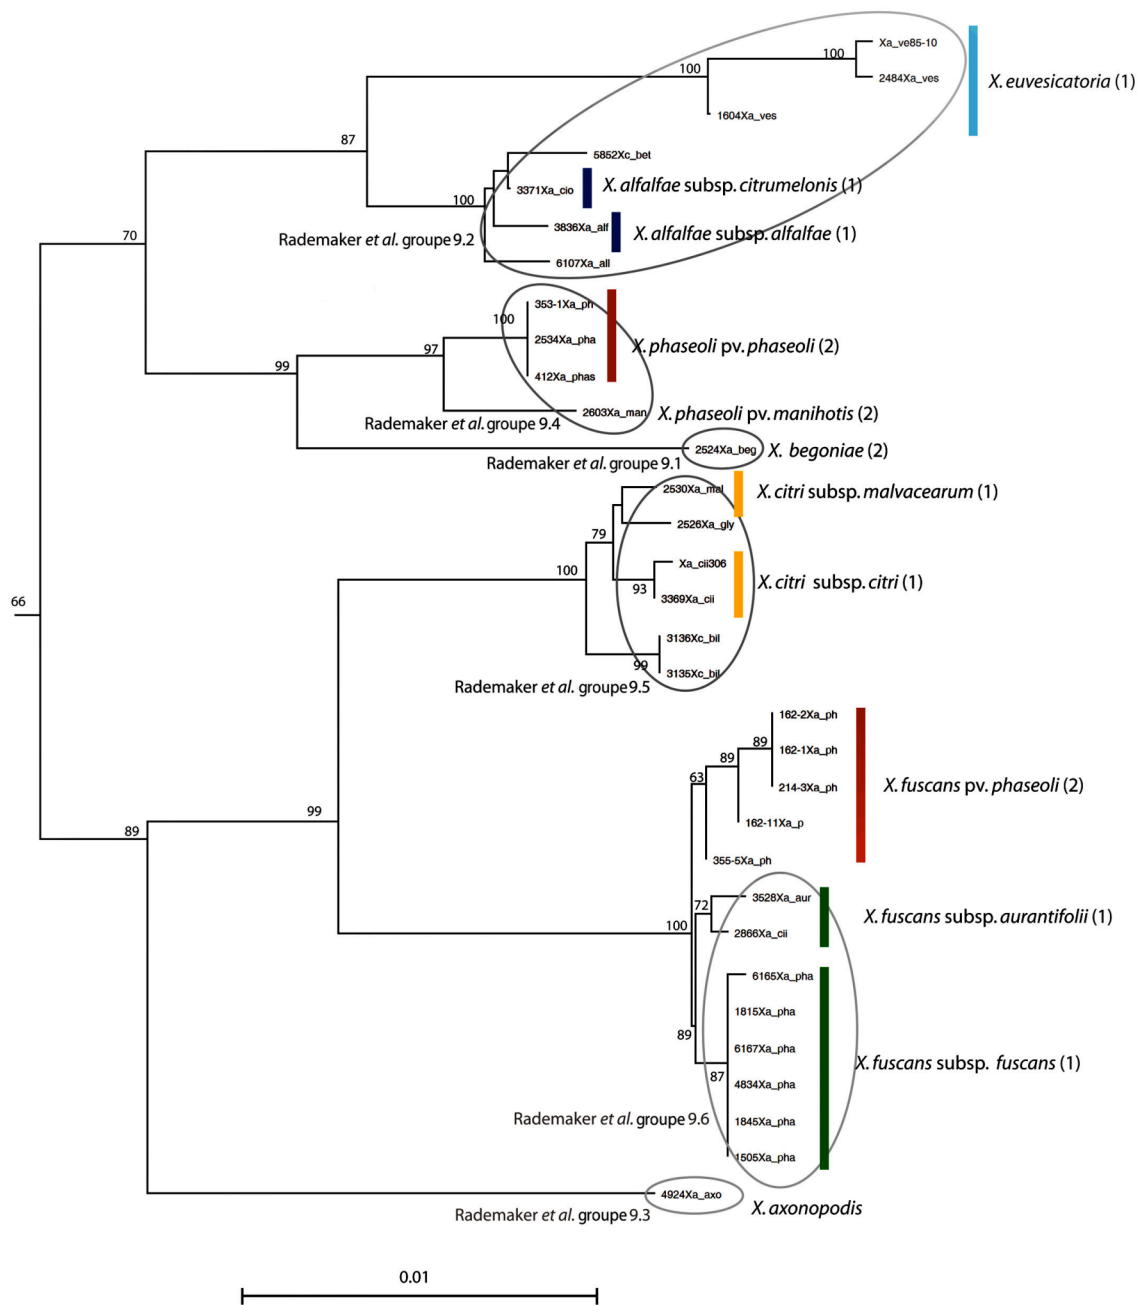 Xa_ve85-10
100
100
2484Xa_ves
X. euvesicatoria (1)
1604Xa_ves
87
5852Xc_bet
3371Xa_cio
X. alfalfae subsp. citrumelonis (1)
100
3836Xa_alf
X. alfalfae subsp. alfalfae (1)
Rademaker et al. groupe 9.2
70
6107Xa_all
353-1Xa_ph
100
2534Xa_pha
X. phaseoli pv. phaseoli (2)
97
99
412Xa_phas
2603Xa_man
X. phaseoli pv. manihotis (2)
Rademaker et al. groupe 9.4
2524Xa_beg
X. begoniae (2)
Rademaker et al. groupe 9.1
2530Xa_mal
X. citri subsp. malvacearum (1)
2526Xa_gly
79
Xa_cii306
100
X. citri subsp. citri (1)
93
3369Xa_cii
66
3136Xc_bil
99
3135Xc_bil
Rademaker et al. groupe 9.5
162-2Xa_ph
89
162-1Xa_ph
89
63
214-3Xa_ph
X. fuscans pv. phaseoli (2)
99
162-11Xa_p
89
355-5Xa_ph
3528Xa_aur
72
X. fuscans subsp. aurantifolii (1)
100
2866Xa_cii
6165Xa_pha
1815Xa_pha
89
6167Xa_pha
X. fuscans subsp. fuscans (1)
87
4834Xa_pha
Rademaker et al. groupe 9.6
1845Xa_pha
1505Xa_pha
4924Xa_axo
X. axonopodis
Rademaker et al. groupe 9.3
0.01